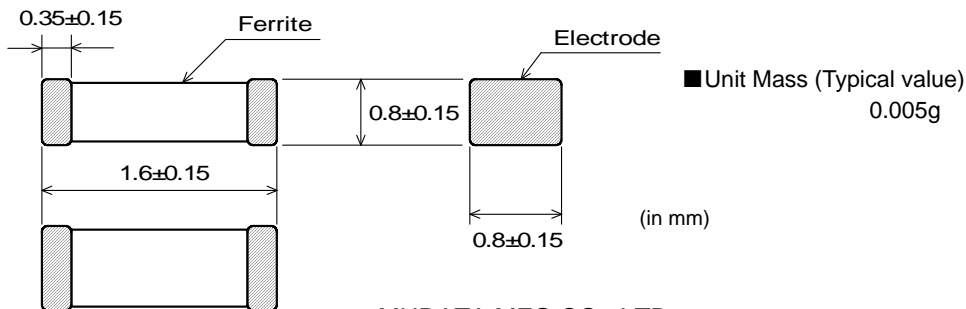 0.35±0.15
Ferrite
Electrode
■Unit Mass (Typical value)
0.005g
0.8±0.15
1.6±0.15
(in mm)
0.8±0.15